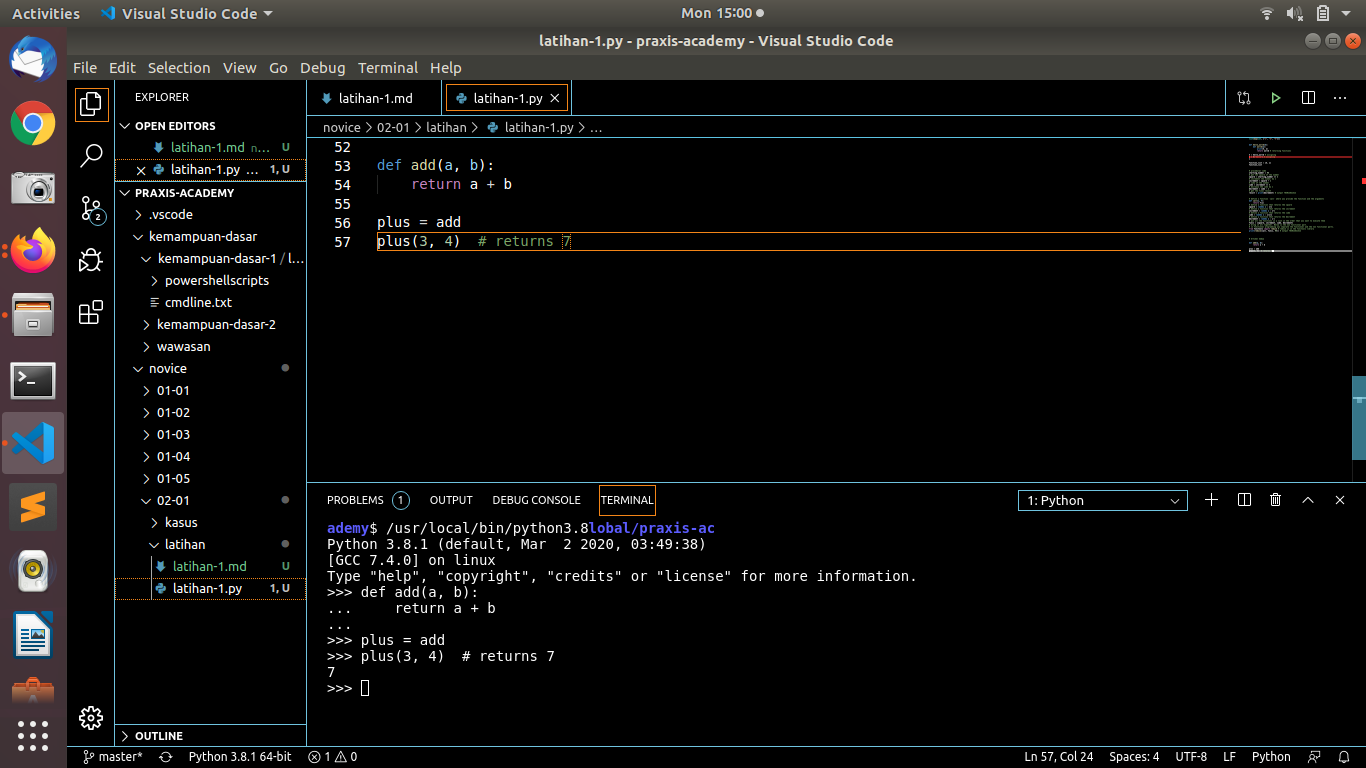 Activities
Visual Studio Code
Mon 15:00
latihan-1.py - praxis-academy - Visual Studio Code
File Edit Selection View Go Debug Terminal Help
EXPLORER
OPEN EDITORS
latihan-1.md n... U
latihan-1.py ... 1, U
PRAXIS-ACADEMY
.vscode
kemampuan-dasar
kemampuan-dasar-1 / l...
powershellscripts
cmdline.txt
kemampuan-dasar-2
wawasan
novice
01-01
01-02
01-03
01-04
01-05
02-01
kasus
latihan
latihan-1.md U
latihan-1.py 1, U
OUTLINE
2
latihan-1.md
latihan-1.py
novice > 02-01 > latihan > latihan-1.py > ...
52
53 def add(a, b):
54 return a + b
55
56 plus = add
57 plus(3, 4) # returns 7
PROBLEMS 1 OUTPUT DEBUG CONSOLE TERMINAL
1: Python
ademy$ /usr/local/bin/python3.8lobal/praxis-ac
Python 3.8.1 (default, Mar 2 2020, 03:49:38)
[GCC 7.4.0] on linux
Type "help", "copyright", "credits" or "license" for more information.
>>> def add(a, b):
... return a + b
...
>>> plus = add
>>> plus(3, 4) # returns 7
7
>>>
master* Python 3.8.1 64-bit 1 0 Ln 57, Col 24 Spaces: 4 UTF-8 LF Python